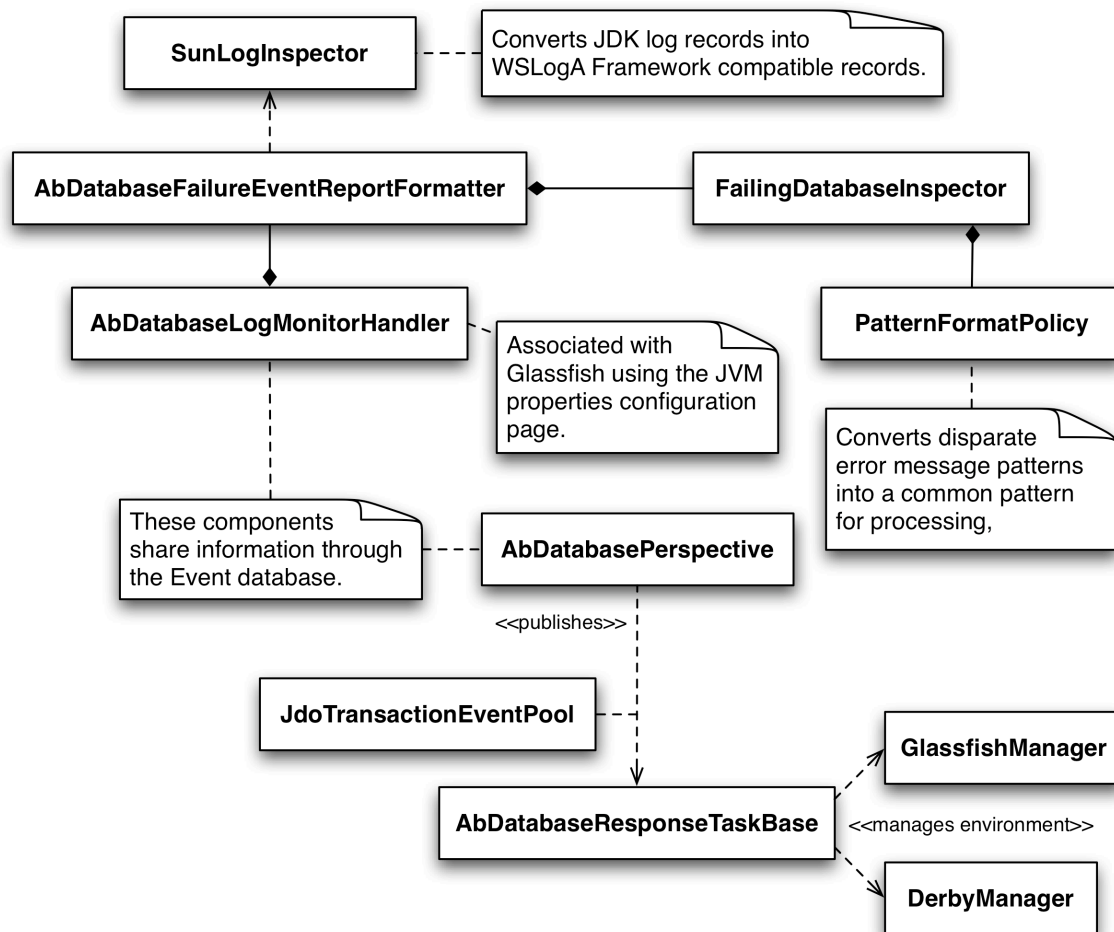 SunLogInspector
Converts JDK log records into
WSLogA Framework compatible records.
AbDatabaseFailureEventReportFormatter
FailingDatabaseInspector
AbDatabaseLogMonitorHandler
PatternFormatPolicy
Associated with
Glassfish using the JVM
properties configuration
page.
Converts disparate
error message patterns
into a common pattern
for processing,
These components
share information through
the Event database.
AbDatabasePerspective
<<publishes>>
JdoTransactionEventPool
GlassfishManager
AbDatabaseResponseTaskBase
<<manages environment>>
DerbyManager